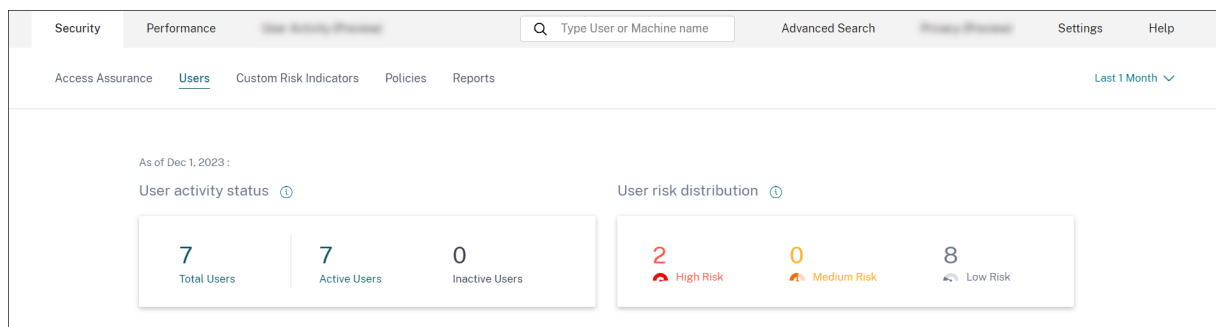 Security Performance Type User or Machine name Advanced Search Settings Help
Access Assurance Users Custom Risk Indicators Policies Reports Last 1 Month
As of Dec 1, 2023 :
User activity status User risk distribution
7 7 0 2 0 8
Total Users Active Users Inactive Users High Risk Medium Risk Low Risk